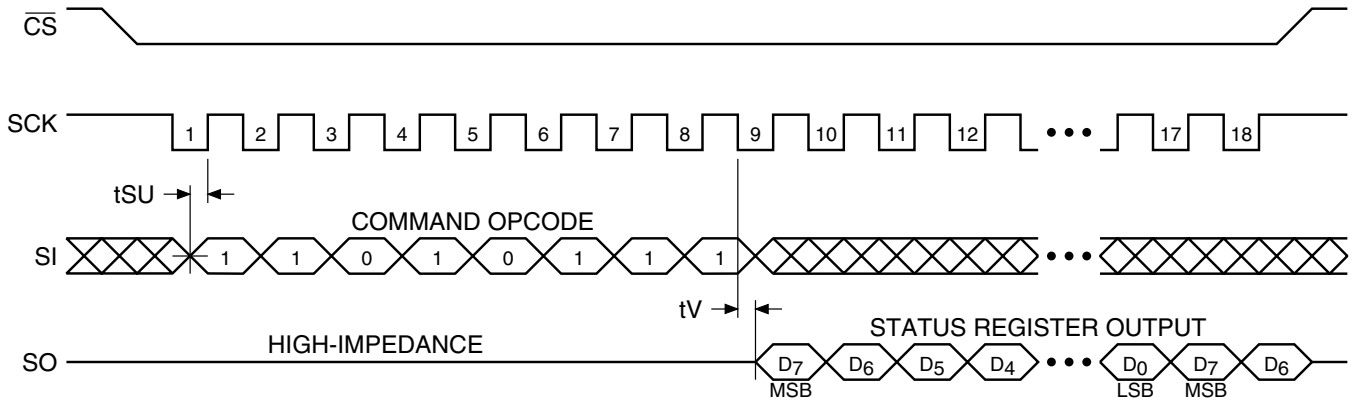 CS
SCK 1 2 3 4 5 6 7 8 9 10 11 12 ••• 17 18
tSU
COMMAND OPCODE
SI 1 1 0 1 0 1 1 1 •••
tV
HIGH-IMPEDANCE
STATUS REGISTER OUTPUT
SO D7 D6 D5 D4 ••• D0 D7 D6
MSB LSB MSB